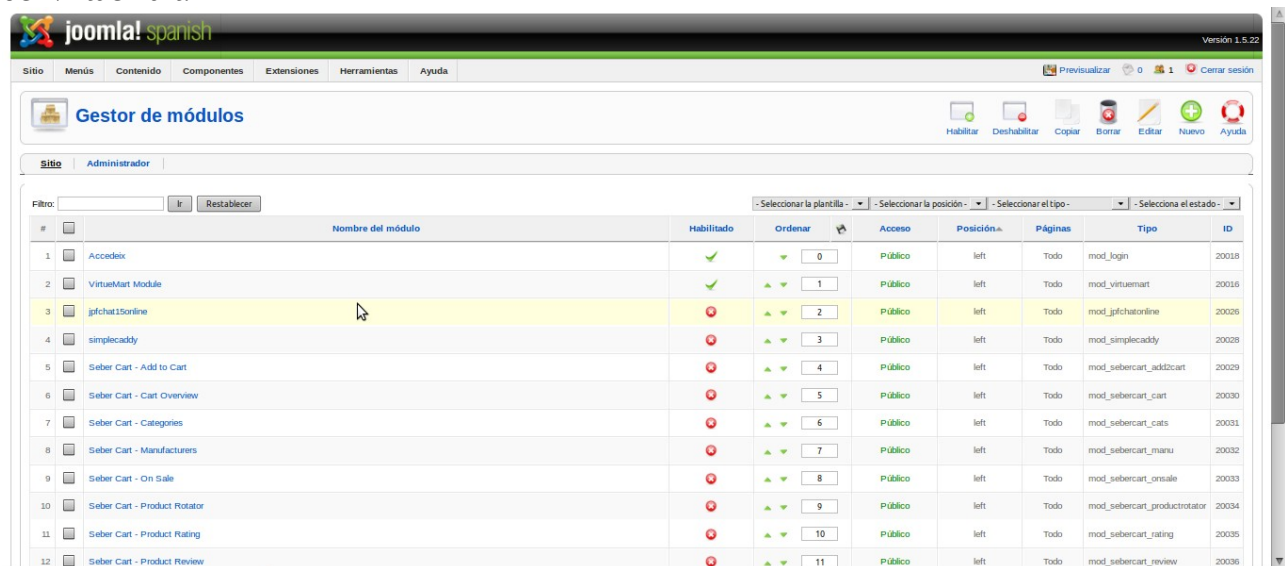 joomla! spanish
Versión 1.5.22
Sitio Menús Contenido Componentes Extensiones Herramientas Ayuda Previsualizar 0 1 Cerrar sesión
Gestor de módulos
Habilitar Deshabilitar Copiar Borrar Editar Nuevo Ayuda
Sitio Administrador
Filtro: Ir Restablecer - Seleccionar la plantilla - - Seleccionar la posición - - Seleccionar el tipo - - Selecciona el estado -
# Nombre del módulo Habilitado Ordenar Acceso Posición Páginas Tipo ID
1 Accedeix 0 Público left Todo mod_login 20018
2 VirtueMart Module 1 Público left Todo mod_virtuemart 20016
3 jpfchat15online 2 Público left Todo mod_jpfchatonline 20026
4 simplecaddy 3 Público left Todo mod_simplecaddy 20028
5 Seber Cart - Add to Cart 4 Público left Todo mod_sebercart_add2cart 20029
6 Seber Cart - Cart Overview 5 Público left Todo mod_sebercart_cart 20030
7 Seber Cart - Categories 6 Público left Todo mod_sebercart_cats 20031
8 Seber Cart - Manufacturers 7 Público left Todo mod_sebercart_manu 20032
9 Seber Cart - On Sale 8 Público left Todo mod_sebercart_onsale 20033
10 Seber Cart - Product Rotator 9 Público left Todo mod_sebercart_productrotator 20034
11 Seber Cart - Product Rating 10 Público left Todo mod_sebercart_rating 20035
12 Seber Cart - Product Review 11 Público left Todo mod_sebercart_review 20036